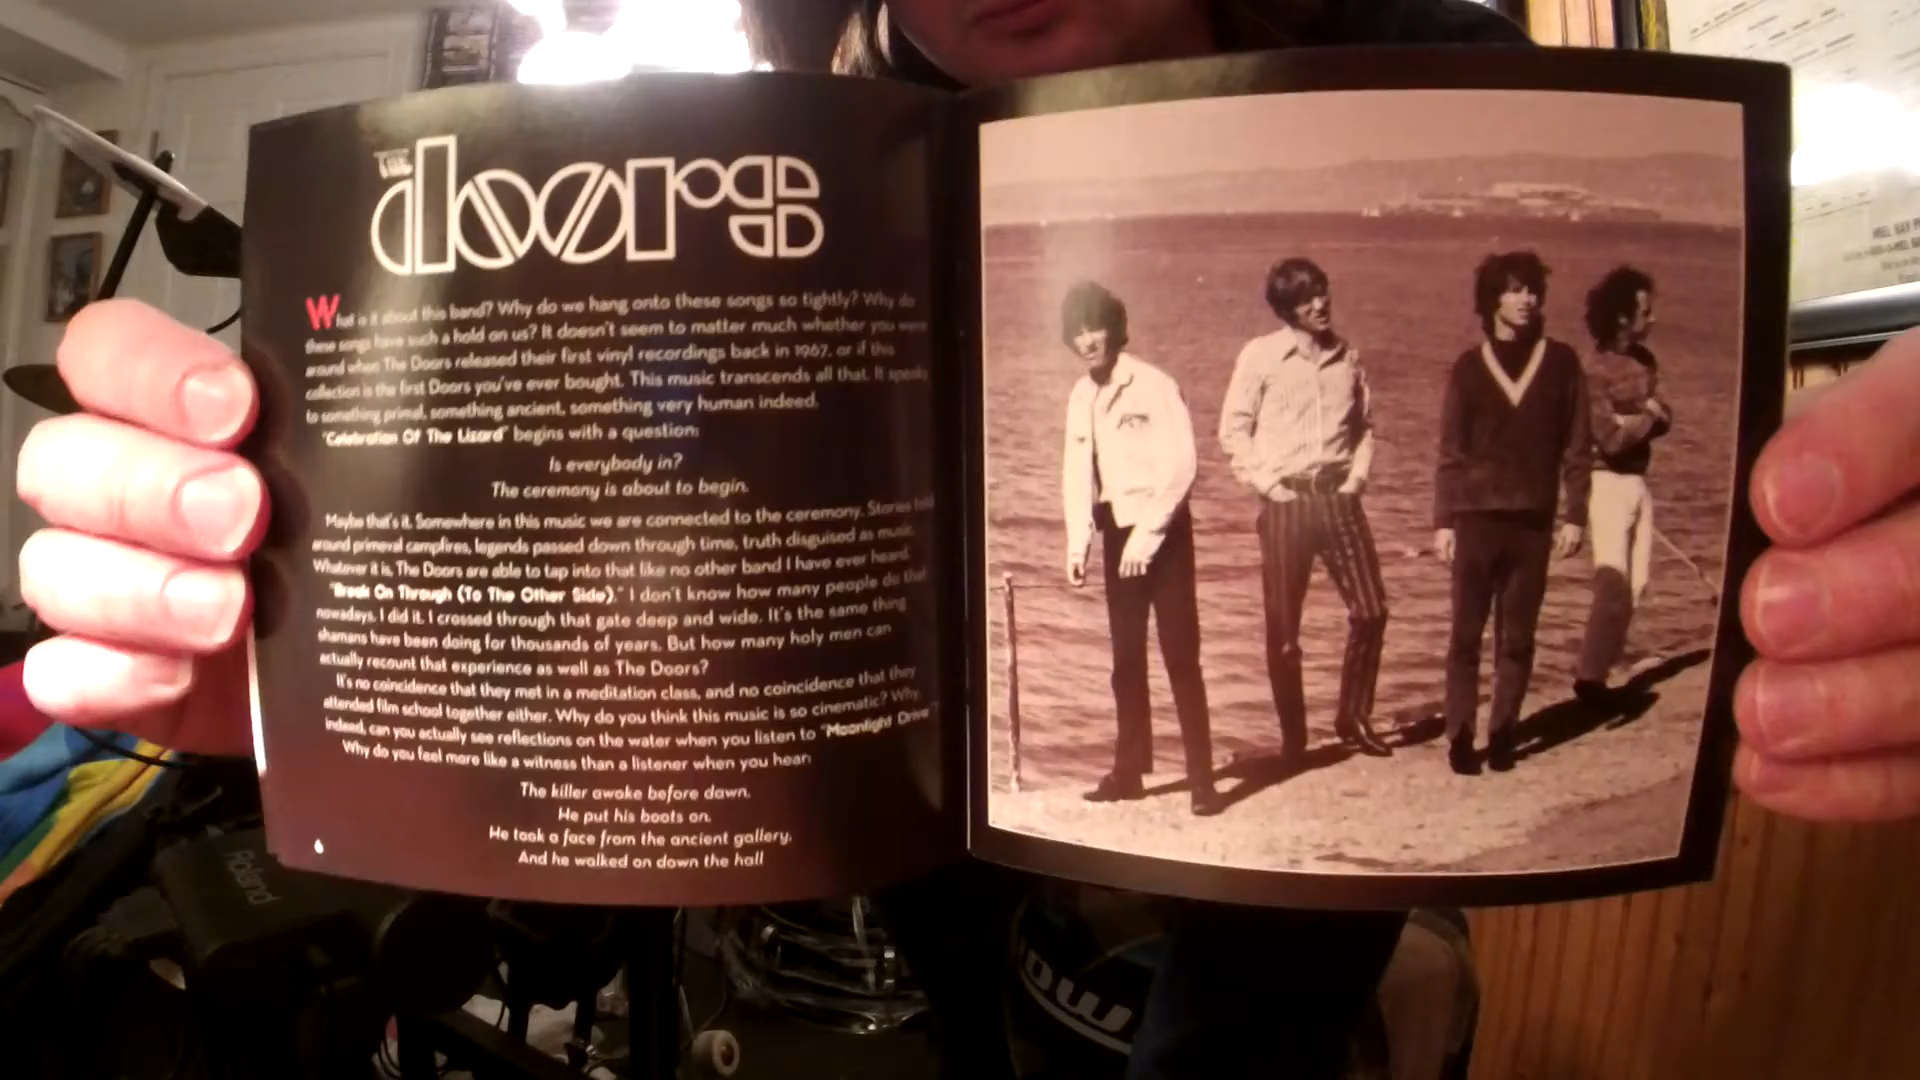 THE
doors
What is it about this band? Why do we hang onto these songs so tightly? Why do
these songs have such a hold on us? It doesn't seem to matter much whether you were
around when The Doors released their first vinyl recordings back in 1967, or if this
collection is the first Doors you've ever bought. This music transcends all that. It speaks
to something primal, something ancient, something very human indeed.
"Celebration Of The Lizard" begins with a question:
Is everybody in?
The ceremony is about to begin.
Maybe that's it. Somewhere in this music we are connected to the ceremony. Stories told
around primeval campfires, legends passed down through time, truth disguised as music.
Whatever it is, The Doors are able to tap into that like no other band I have ever heard.
"Break On Through (To The Other Side)." I don't know how many people do that
nowadays. I did it. I crossed through that gate deep and wide. It's the same thing
shamans have been doing for thousands of years. But how many holy men can
actually recount that experience as well as The Doors?
It's no coincidence that they met in a meditation class, and no coincidence that they
attended film school together either. Why do you think this music is so cinematic? Why,
indeed, can you actually see reflections on the water when you listen to "Moonlight Drive"?
Why do you feel more like a witness than a listener when you hear:
The killer awoke before dawn.
He put his boots on.
He took a face from the ancient gallery.
And he walked on down the hall
6
Roland
DW